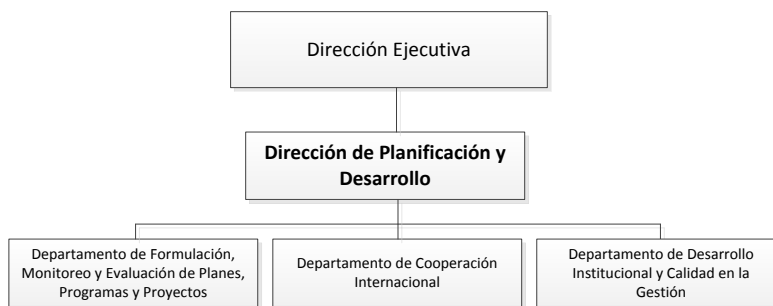 Dirección Ejecutiva
Dirección de Planificación y
Desarrollo
Departamento de Formulación,
Monitoreo y Evaluación de Planes,
Programas y Proyectos
Departamento de Cooperación
Internacional
Departamento de Desarrollo
Institucional y Calidad en la
Gestión